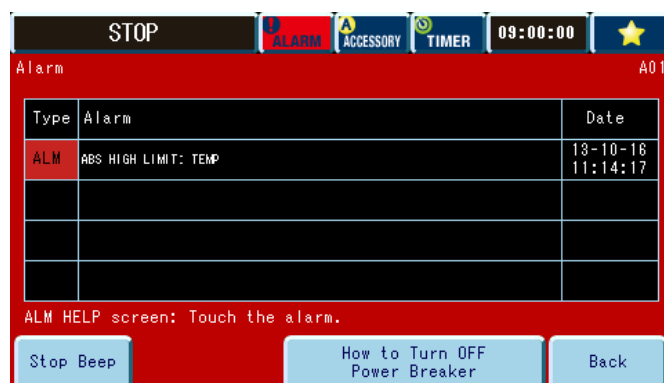 STOP ! ALARM A ACCESSORY TIMER 09:00:00
Alarm A01
Type Alarm Date
ALM ABS HIGH LIMIT: TEMP 13-10-16
11:14:17
ALM HELP screen: Touch the alarm.
Stop Beep How to Turn OFF Back
Power Breaker